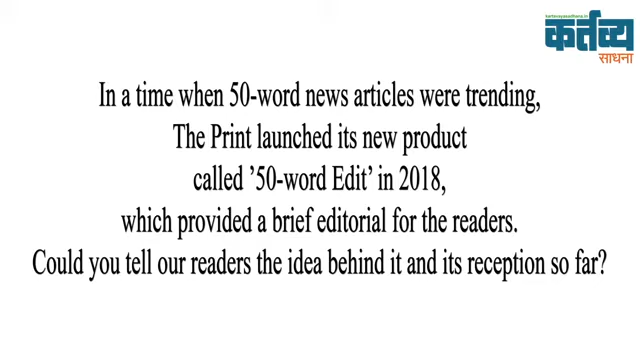 kartavyasadhana.in
कर्तव्य
साधना
In a time when 50-word news articles were trending,
The Print launched its new product
called ’50-word Edit’ in 2018,
which provided a brief editorial for the readers.
Could you tell our readers the idea behind it and its reception so far?